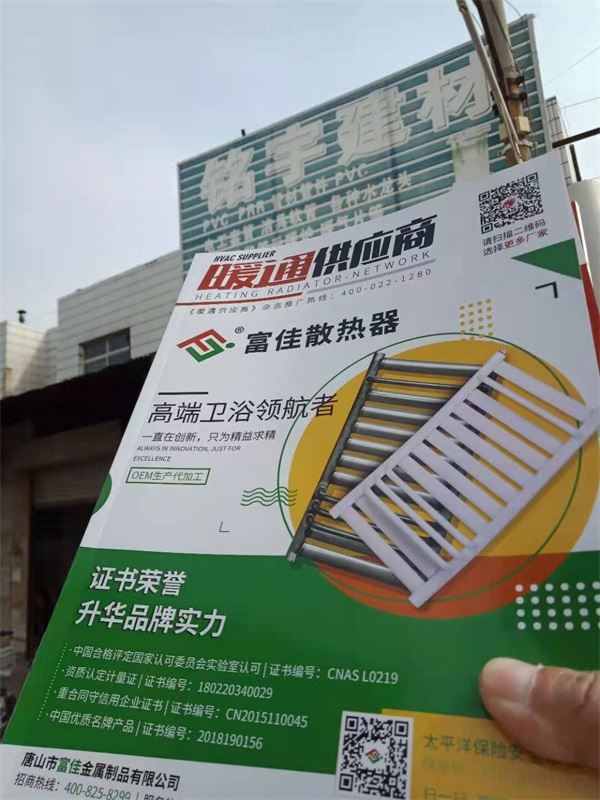 铭宇建材
PVC PRR
各种水龙头
请扫描二维码
选择更多厂家
HVAC SUPPLIER
暖通供应商
HEATING RADIATOR-NETWORK
《暖通供应商》杂志推广热线：400-022-1280
®
富佳散热器
高端卫浴领航者
一直在创新，只为精益求精
ALWAYS IN INNOVATION, JUST FOR
EXCELLENCE
OEM生产代加工
证书荣誉
升华品牌实力
·中国合格评定国家认可委员会实验室认可 | 证书编号：CNAS L0219
·资质认定计量证 | 证书编号：180220340029
·重合同守信用企业证书 | 证书编号：CN2015110045
·中国优质名牌产品 | 证书编号：2018190156
唐山市富佳金属制品有限公司
招商热线：400-825-8299
太平洋保险安